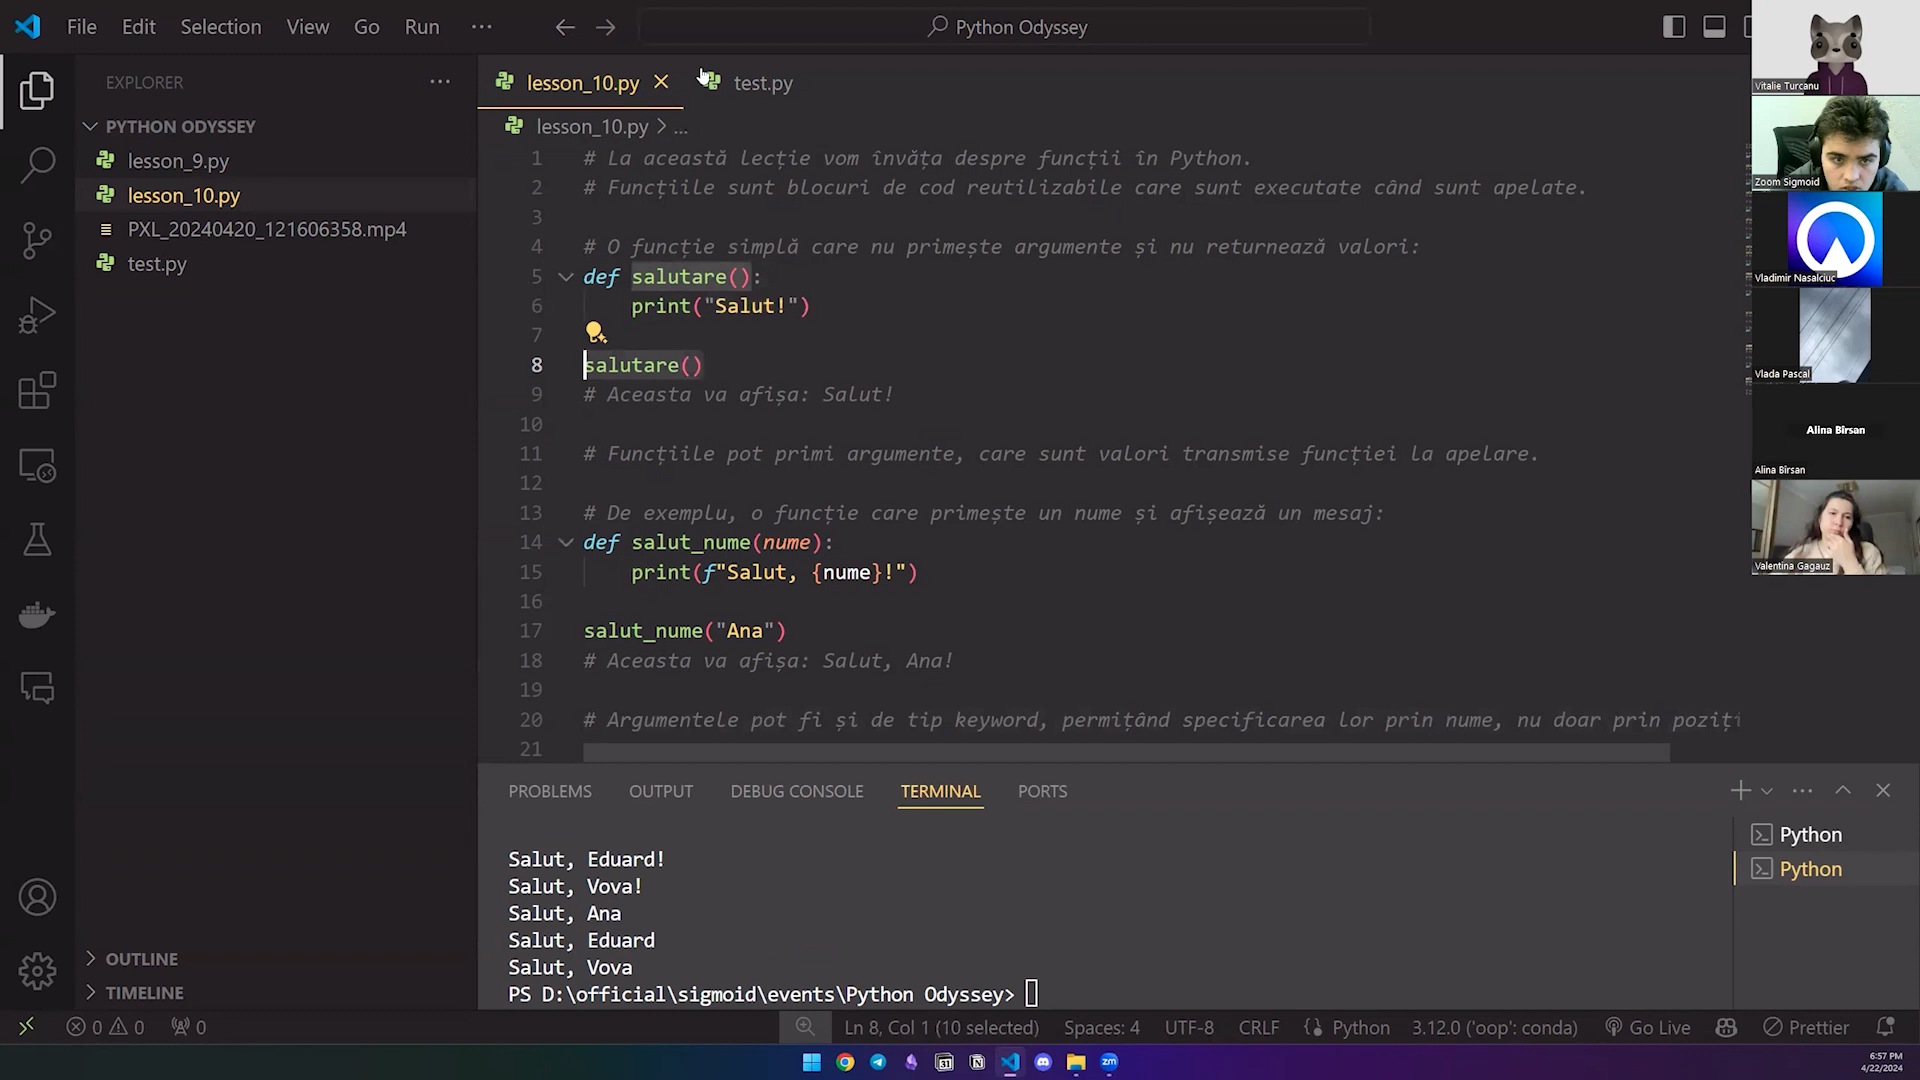 File Edit Selection View Go Run ···
Python Odyssey
EXPLORER ···
PYTHON ODYSSEY
lesson_9.py
lesson_10.py
PXL_20240420_121606358.mp4
test.py
OUTLINE
TIMELINE
lesson_10.py test.py
lesson_10.py > ...
1 # La această lecție vom învăța despre funcții în Python.
2 # Funcțiile sunt blocuri de cod reutilizabile care sunt executate când sunt apelate.
3
4 # O funcție simplă care nu primește argumente și nu returnează valori:
5 def salutare():
6 print("Salut!")
7
8 salutare()
9 # Aceasta va afișa: Salut!
10
11 # Funcțiile pot primi argumente, care sunt valori transmise funcției la apelare.
12
13 # De exemplu, o funcție care primește un nume și afișează un mesaj:
14 def salut_nume(nume):
15 print(f"Salut, {nume}!")
16
17 salut_nume("Ana")
18 # Aceasta va afișa: Salut, Ana!
19
20 # Argumentele pot fi și de tip keyword, permițând specificarea lor prin nume, nu doar prin poziți
21
PROBLEMS OUTPUT DEBUG CONSOLE TERMINAL PORTS
Salut, Eduard!
Salut, Vova!
Salut, Ana
Salut, Eduard
Salut, Vova
PS D:\official\sigmoid\events\Python Odyssey>
Python
Python
Vitalie Turcanu
Zoom Sigmoid
Vladimir Nasalciuc
Vlada Pascal
Alina Bîrsan
Alina Bîrsan
Valentina Gagauz
0 0 0 Ln 8, Col 1 (10 selected) Spaces: 4 UTF-8 CRLF Python 3.12.0 ('oop': conda) Go Live Prettier
31 zm
6:57 PM
4/22/2024